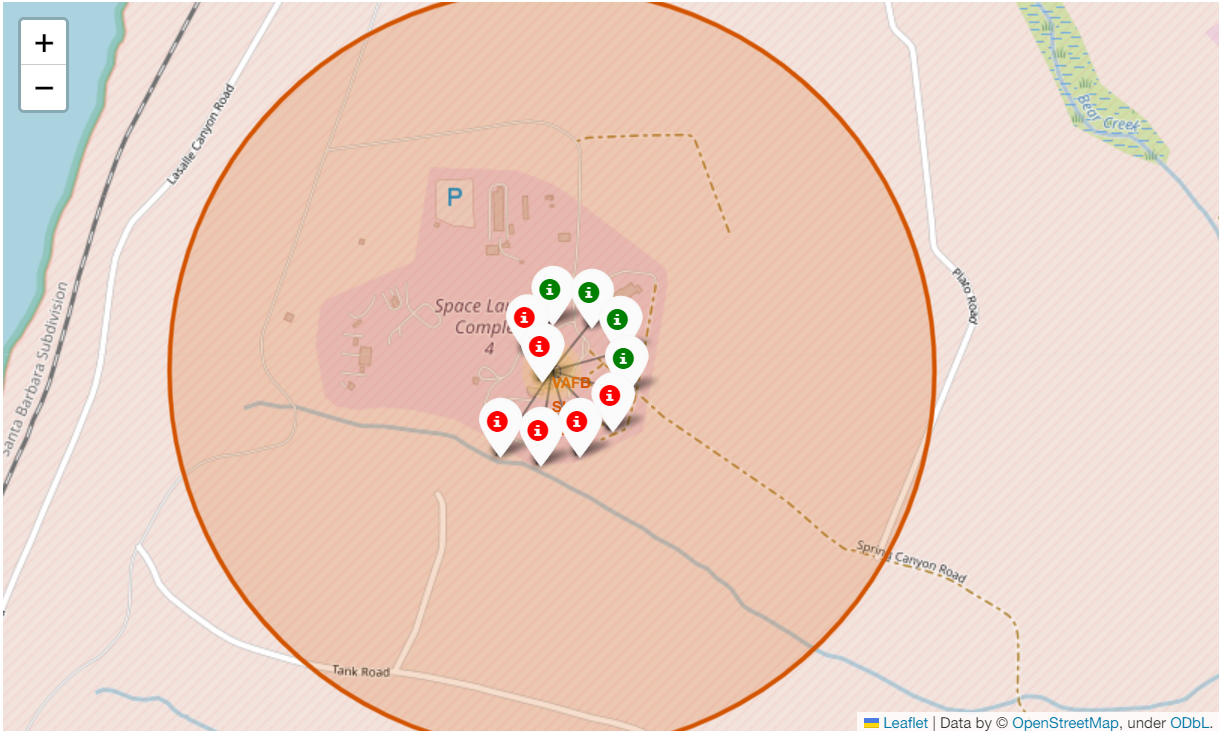 +
−
Lasalle Canyon Road
Bear Creek
P
Santa Barbara Subdivision
Plato Road
Space
Comple
4
VAFB
Spring Canyon Road
Tank Road
Leaflet | Data by © OpenStreetMap, under ODbL.